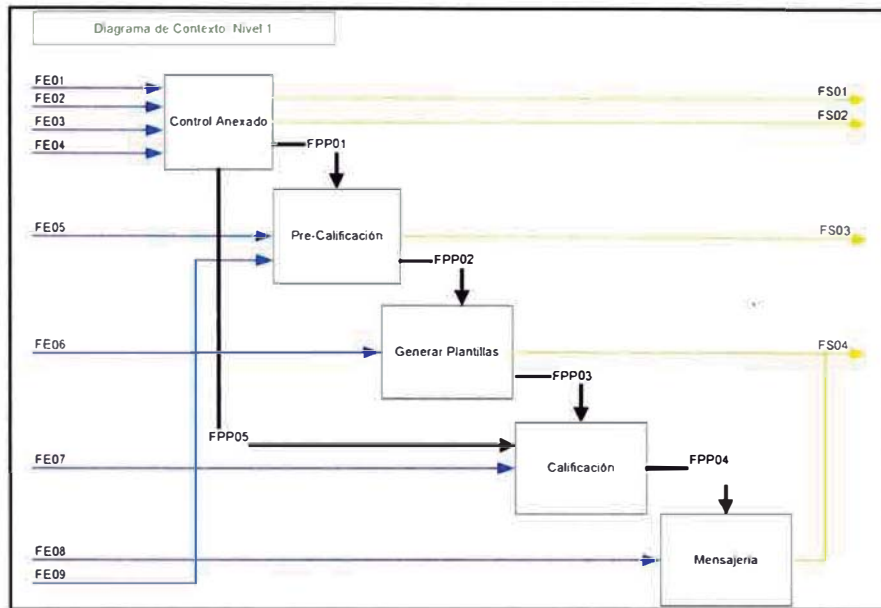 Diagrama de Contexto Nivel 1
FE01
FE02
FE03
FE04
Control Anexado
FS01
FS02
FPP01
FE05
Pre-Calificación
FS03
FPP02
FE06
Generar Plantillas
FS04
FPP03
FPP05
FE07
Calificación
FPP04
FE08
FE09
Mensajería